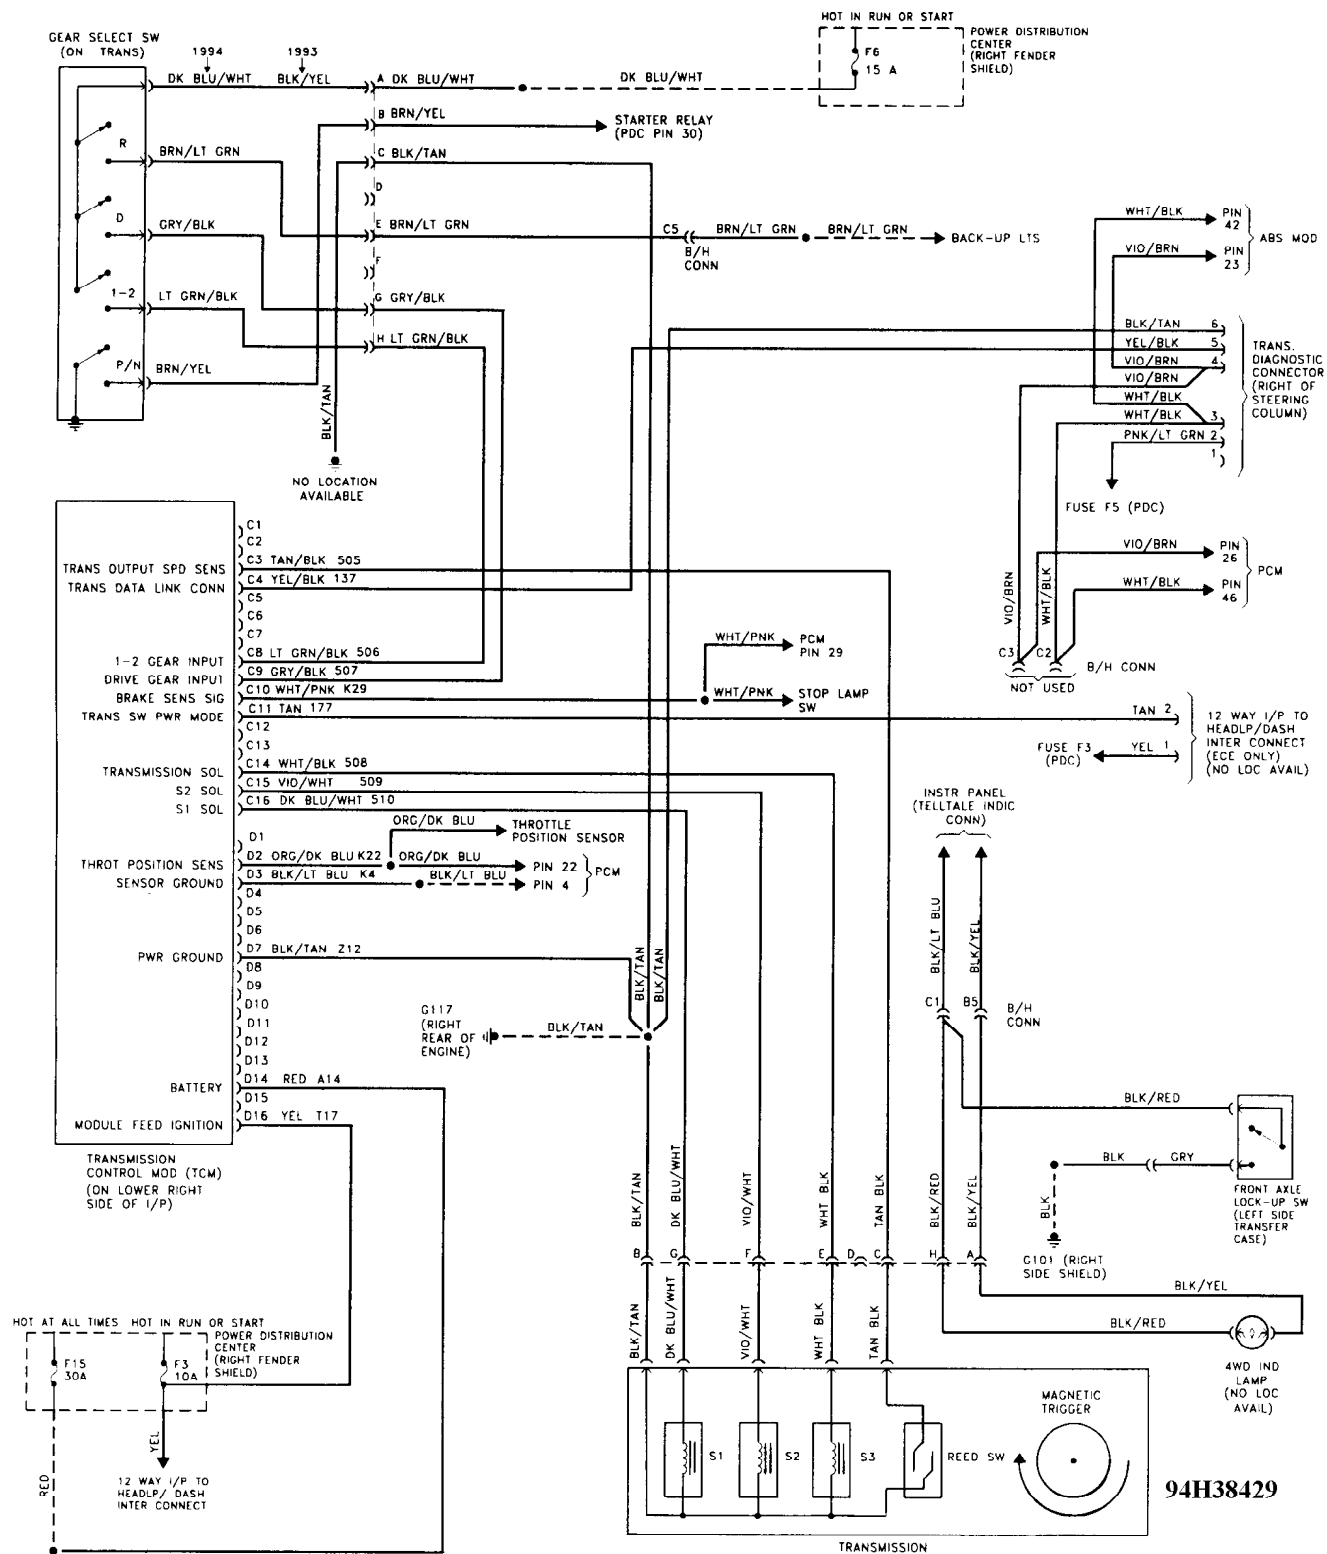 HOT IN RUN OR START
GEAR SELECT SW
(ON TRANS)
1994
1993
DK BLU/WHT
BLK/YEL
A DK BLU/WHT
DK BLU/WHT
F6
15 A
POWER DISTRIBUTION
CENTER
(RIGHT FENDER
SHIELD)
B BRN/YEL
STARTER RELAY
(PDC PIN 30)
R
BRN/LT GRN
C BLK/TAN
D
D
GRY/BLK
E BRN/LT GRN
C5
BRN/LT GRN
BRN/LT GRN
BACK-UP LTS
B/H
CONN
F
WHT/BLK
PIN
42
VIO/BRN
PIN
23
ABS MOD
1-2
LT GRN/BLK
G GRY/BLK
H LT GRN/BLK
P/N
BRN/YEL
BLK/TAN
NO LOCATION
AVAILABLE
BLK/TAN 6
YEL/BLK 5
VIO/BRN 4
VIO/BRN
WHT/BLK
WHT/BLK 3
PNK/LT GRN 2
1
TRANS.
DIAGNOSTIC
CONNECTOR
(RIGHT OF
STEERING
COLUMN)
FUSE F5 (PDC)
VIO/BRN
PIN
26
WHT/BLK
PIN
46
PCM
VIO/BRN
WHT/BLK
C3
C2
B/H CONN
NOT USED
C1
C2
TRANS OUTPUT SPD SENS
C3 TAN/BLK 505
TRANS DATA LINK CONN
C4 YEL/BLK 137
C5
C6
C7
1-2 GEAR INPUT
C8 LT GRN/BLK 506
DRIVE GEAR INPUT
C9 GRY/BLK 507
BRAKE SENS SIG
C10 WHT/PNK K29
TRANS SW PWR MODE
C11 TAN 177
C12
C13
TRANSMISSION SOL
C14 WHT/BLK 508
S2 SOL
C15 VIO/WHT 509
S1 SOL
C16 DK BLU/WHT 510
WHT/PNK
PCM
PIN 29
WHT/PNK
STOP LAMP
SW
TAN 2
FUSE F3
(PDC)
YEL 1
12 WAY I/P TO
HEADLP/DASH
INTER CONNECT
(ECE ONLY)
(NO LOC AVAIL)
INSTR PANEL
(TELLTALE INDIC
CONN)
ORG/DK BLU
THROTTLE
POSITION SENSOR
D1
THROT POSITION SENS
D2 ORG/DK BLU K22
ORG/DK BLU
PIN 22
SENSOR GROUND
D3 BLK/LT BLU K4
BLK/LT BLU
PIN 4
PCM
D4
D5
D6
PWR GROUND
D7 BLK/TAN Z12
D8
D9
D10
D11
D12
D13
BATTERY
D14 RED A14
D15
MODULE FEED IGNITION
D16 YEL T17
TRANSMISSION
CONTROL MOD (TCM)
(ON LOWER RIGHT
SIDE OF I/P)
G117
(RIGHT
REAR OF
ENGINE)
BLK/TAN
BLK/TAN
BLK/TAN
BLK/LT BLU
BLK/YEL
C1
B5
B/H
CONN
BLK/RED
BLK
GRY
BLK
G101 (RIGHT
SIDE SHIELD)
FRONT AXLE
LOCK-UP SW
(LEFT SIDE
TRANSFER
CASE)
BLK/TAN
DK BLU/WHT
VIO/WHT
WHT BLK
TAN BLK
BLK/RED
BLK/YEL
B
G
F
E
D
C
H
A
BLK/YEL
BLK/RED
4WD IND
LAMP
(NO LOC
AVAIL)
BLK/TAN
DK BLU/WHT
VIO/WHT
WHT BLK
TAN BLK
HOT AT ALL TIMES
HOT IN RUN OR START
F15
30A
F3
10A
POWER DISTRIBUTION
CENTER
(RIGHT FENDER
SHIELD)
RED
YEL
12 WAY I/P TO
HEADLP/ DASH
INTER CONNECT
S1
S2
S3
REED SW
MAGNETIC
TRIGGER
TRANSMISSION
94H38429